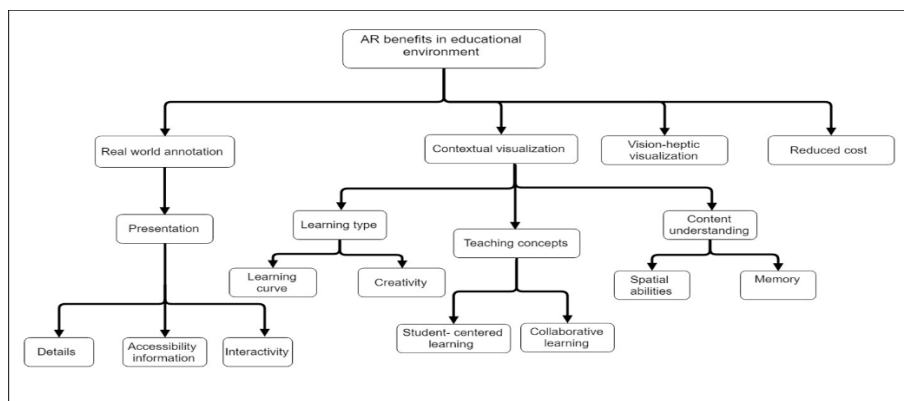 AR benefits in educational
environment
Real world annotation
Contextual visualization
Vision-heptic
visualization
Reduced cost
Presentation
Learning type
Teaching concepts
Content
understanding
Learning
curve
Creativity
Spatial
abilities
Memory
Details
Accessibility
information
Interactivity
Student- centered
learning
Collaborative
learning